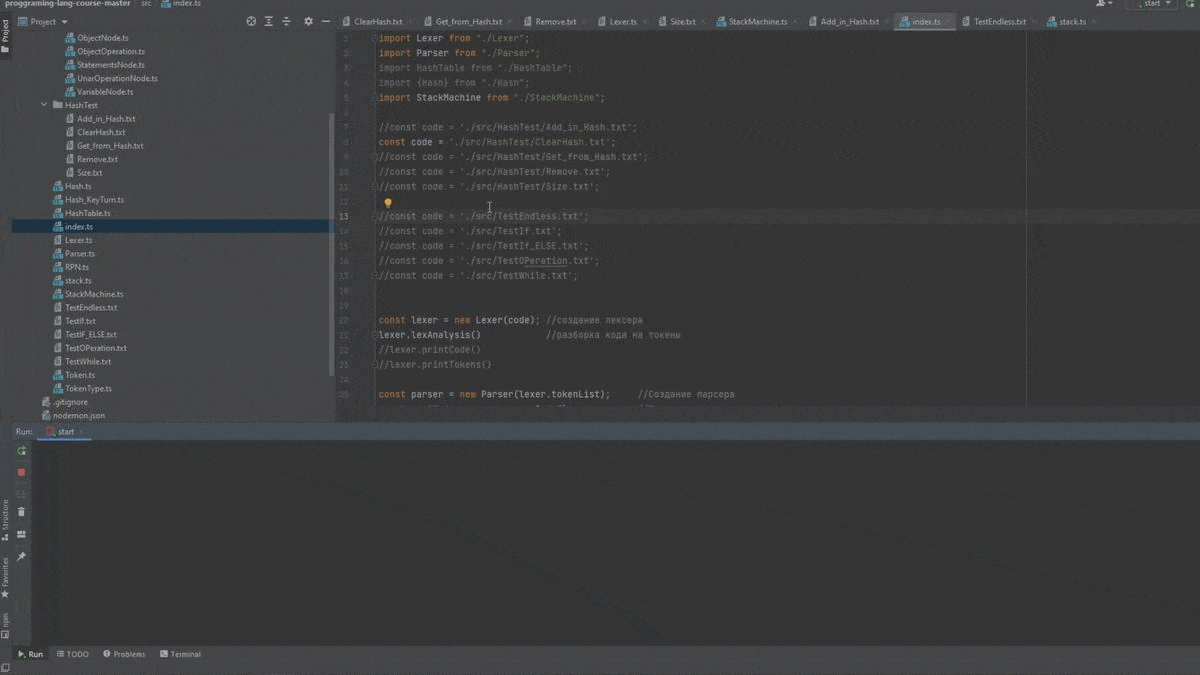 proggraming-lang-course-master src index.ts
start
Project
ClearHash.txt Get_from_Hash.txt Remove.txt Lexer.ts Size.txt StackMachine.ts Add_in_Hash.txt index.ts TestEndless.txt stack.ts
Project
ObjectNode.ts
ObjectOperation.ts
StatementsNode.ts
UnarOperationNode.ts
VariableNode.ts
HashTest
Add_in_Hash.txt
ClearHash.txt
Get_from_Hash.txt
Remove.txt
Size.txt
Hash.ts
Hash_KeyTurn.ts
HashTable.ts
index.ts
Lexer.ts
Parser.ts
RPN.ts
stack.ts
StackMachine.ts
TestEndless.txt
TestIf.txt
TestIF_ELSE.txt
TestOPeration.txt
TestWhile.txt
Token.ts
TokenType.ts
.gitignore
nodemon.json
1 import Lexer from "./Lexer";
2 import Parser from "./Parser";
3 import HashTable from "./HashTable";
4 import {Hash} from "./Hash";
5 import StackMachine from "./StackMachine";
6
7 //const code = './src/HashTest/Add_in_Hash.txt';
8 const code = './src/HashTest/ClearHash.txt';
9 //const code = './src/HashTest/Get_from_Hash.txt';
10 //const code = './src/HashTest/Remove.txt';
11 //const code = './src/HashTest/Size.txt';
12
13 //const code = './src/TestEndless.txt';
14 //const code = './src/TestIf.txt';
15 //const code = './src/TestIf_ELSE.txt';
16 //const code = './src/TestOPeration.txt';
17 //const code = './src/TestWhile.txt';
18
19
20 const lexer = new Lexer(code); //создание лексера
21 lexer.lexAnalysis() //разборка кода на токены
22 //lexer.printCode()
23 //lexer.printTokens()
24
25 const parser = new Parser(lexer.tokenList); //Создание парсера
Run: start
Structure
Favorites
npm
Run TODO Problems Terminal